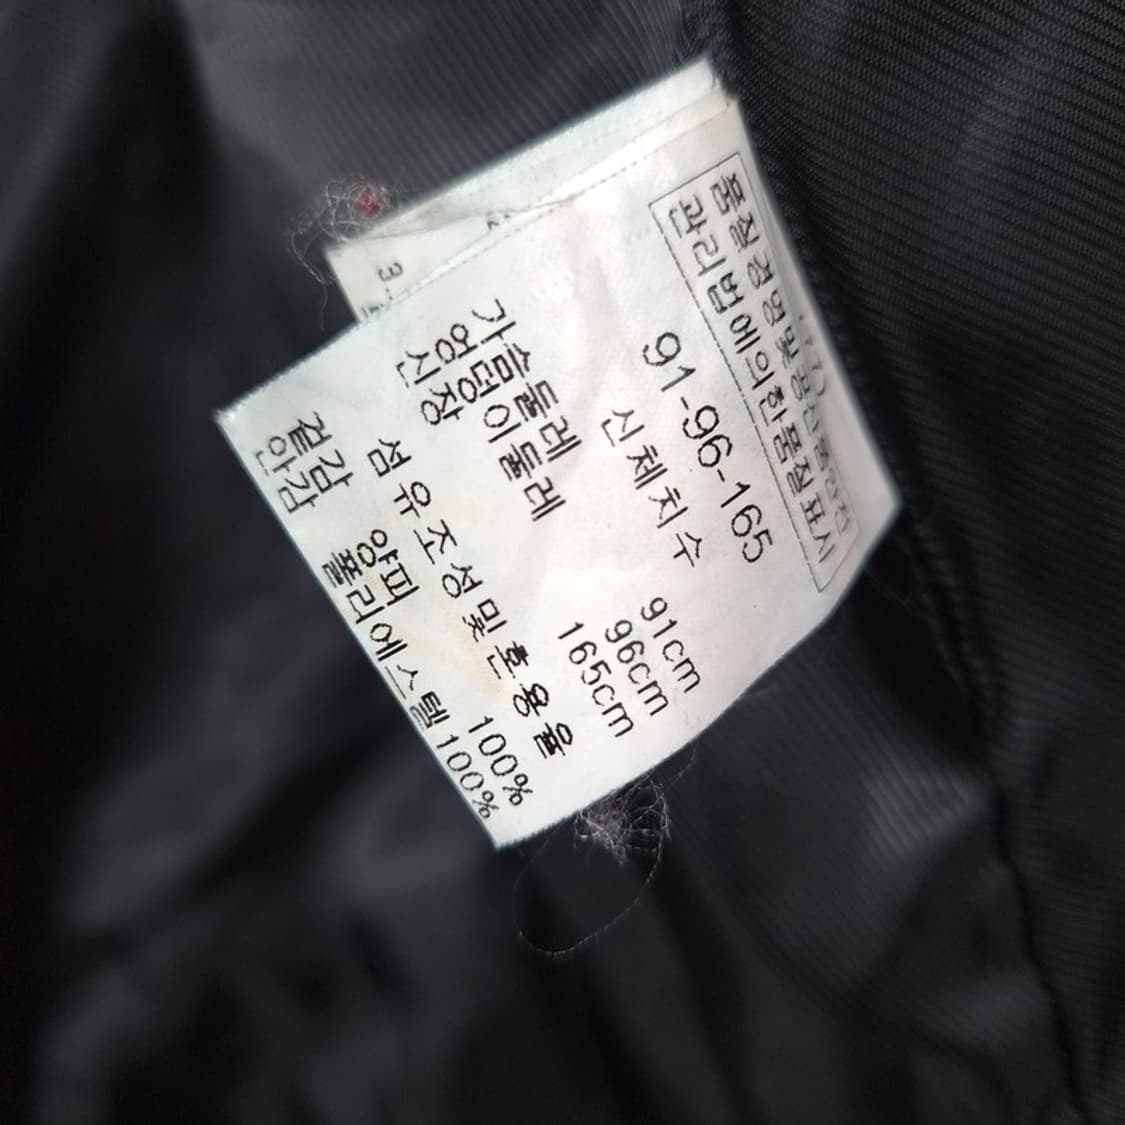 품질경영및공산품안전
관리법에의한품질표시
91-96-165
신체치수
가슴둘레 91cm
엉덩이둘레 96cm
신장 165cm
섬유조성및혼용율
겉감 양피 100%
안감 폴리에스텔 100%
3.